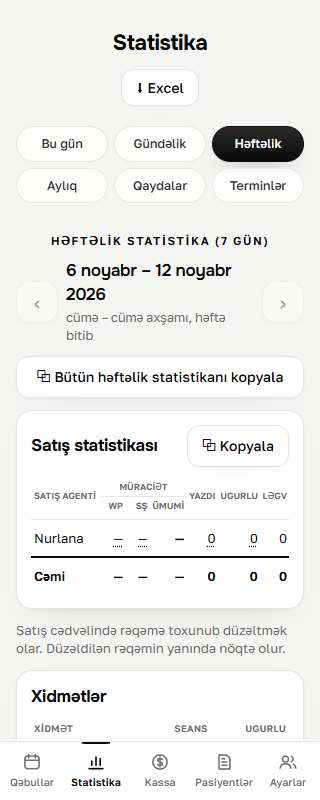 Statistika
⭳ Excel
Bu gün Gündəlik Həftəlik
Aylıq Qaydalar Terminlər
HƏFTƏLİK STATİSTİKA (7 GÜN)
6 noyabr – 12 noyabr
2026
cümə – cümə axşamı, həftə
bitib
‹ ›
Bütün həftəlik statistikanı kopyala
Satış statistikası
Kopyala
SATIŞ AGENTİ MÜRACİƏT YAZDI UGURLU LƏGV
WP SŞ ÜMUMİ
Nurlana — — — 0 0 0
Cəmi — — — 0 0 0
Satış cədvəlində rəqəmə toxunub düzəltmək
olar. Düzəldilən rəqəmin yanında nöqtə olur.
Xidmətlər
XİDMƏT SEANS UGURLU
Qəbullar Statistika Kassa Pasiyentlər Ayarlar